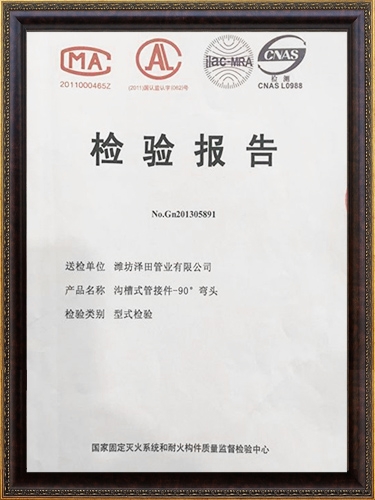 MA
AL
ilac-MRA
CNAS
检 测
2011000465Z
(2011)国认监认字(062)号
CNAS L0988
检验报告
No.Gn201305891
送检单位 潍坊泽田管业有限公司
产品名称 沟槽式管接件-90°弯头
检验类别 型式检验
国家固定灭火系统和耐火构件质量监督检验中心